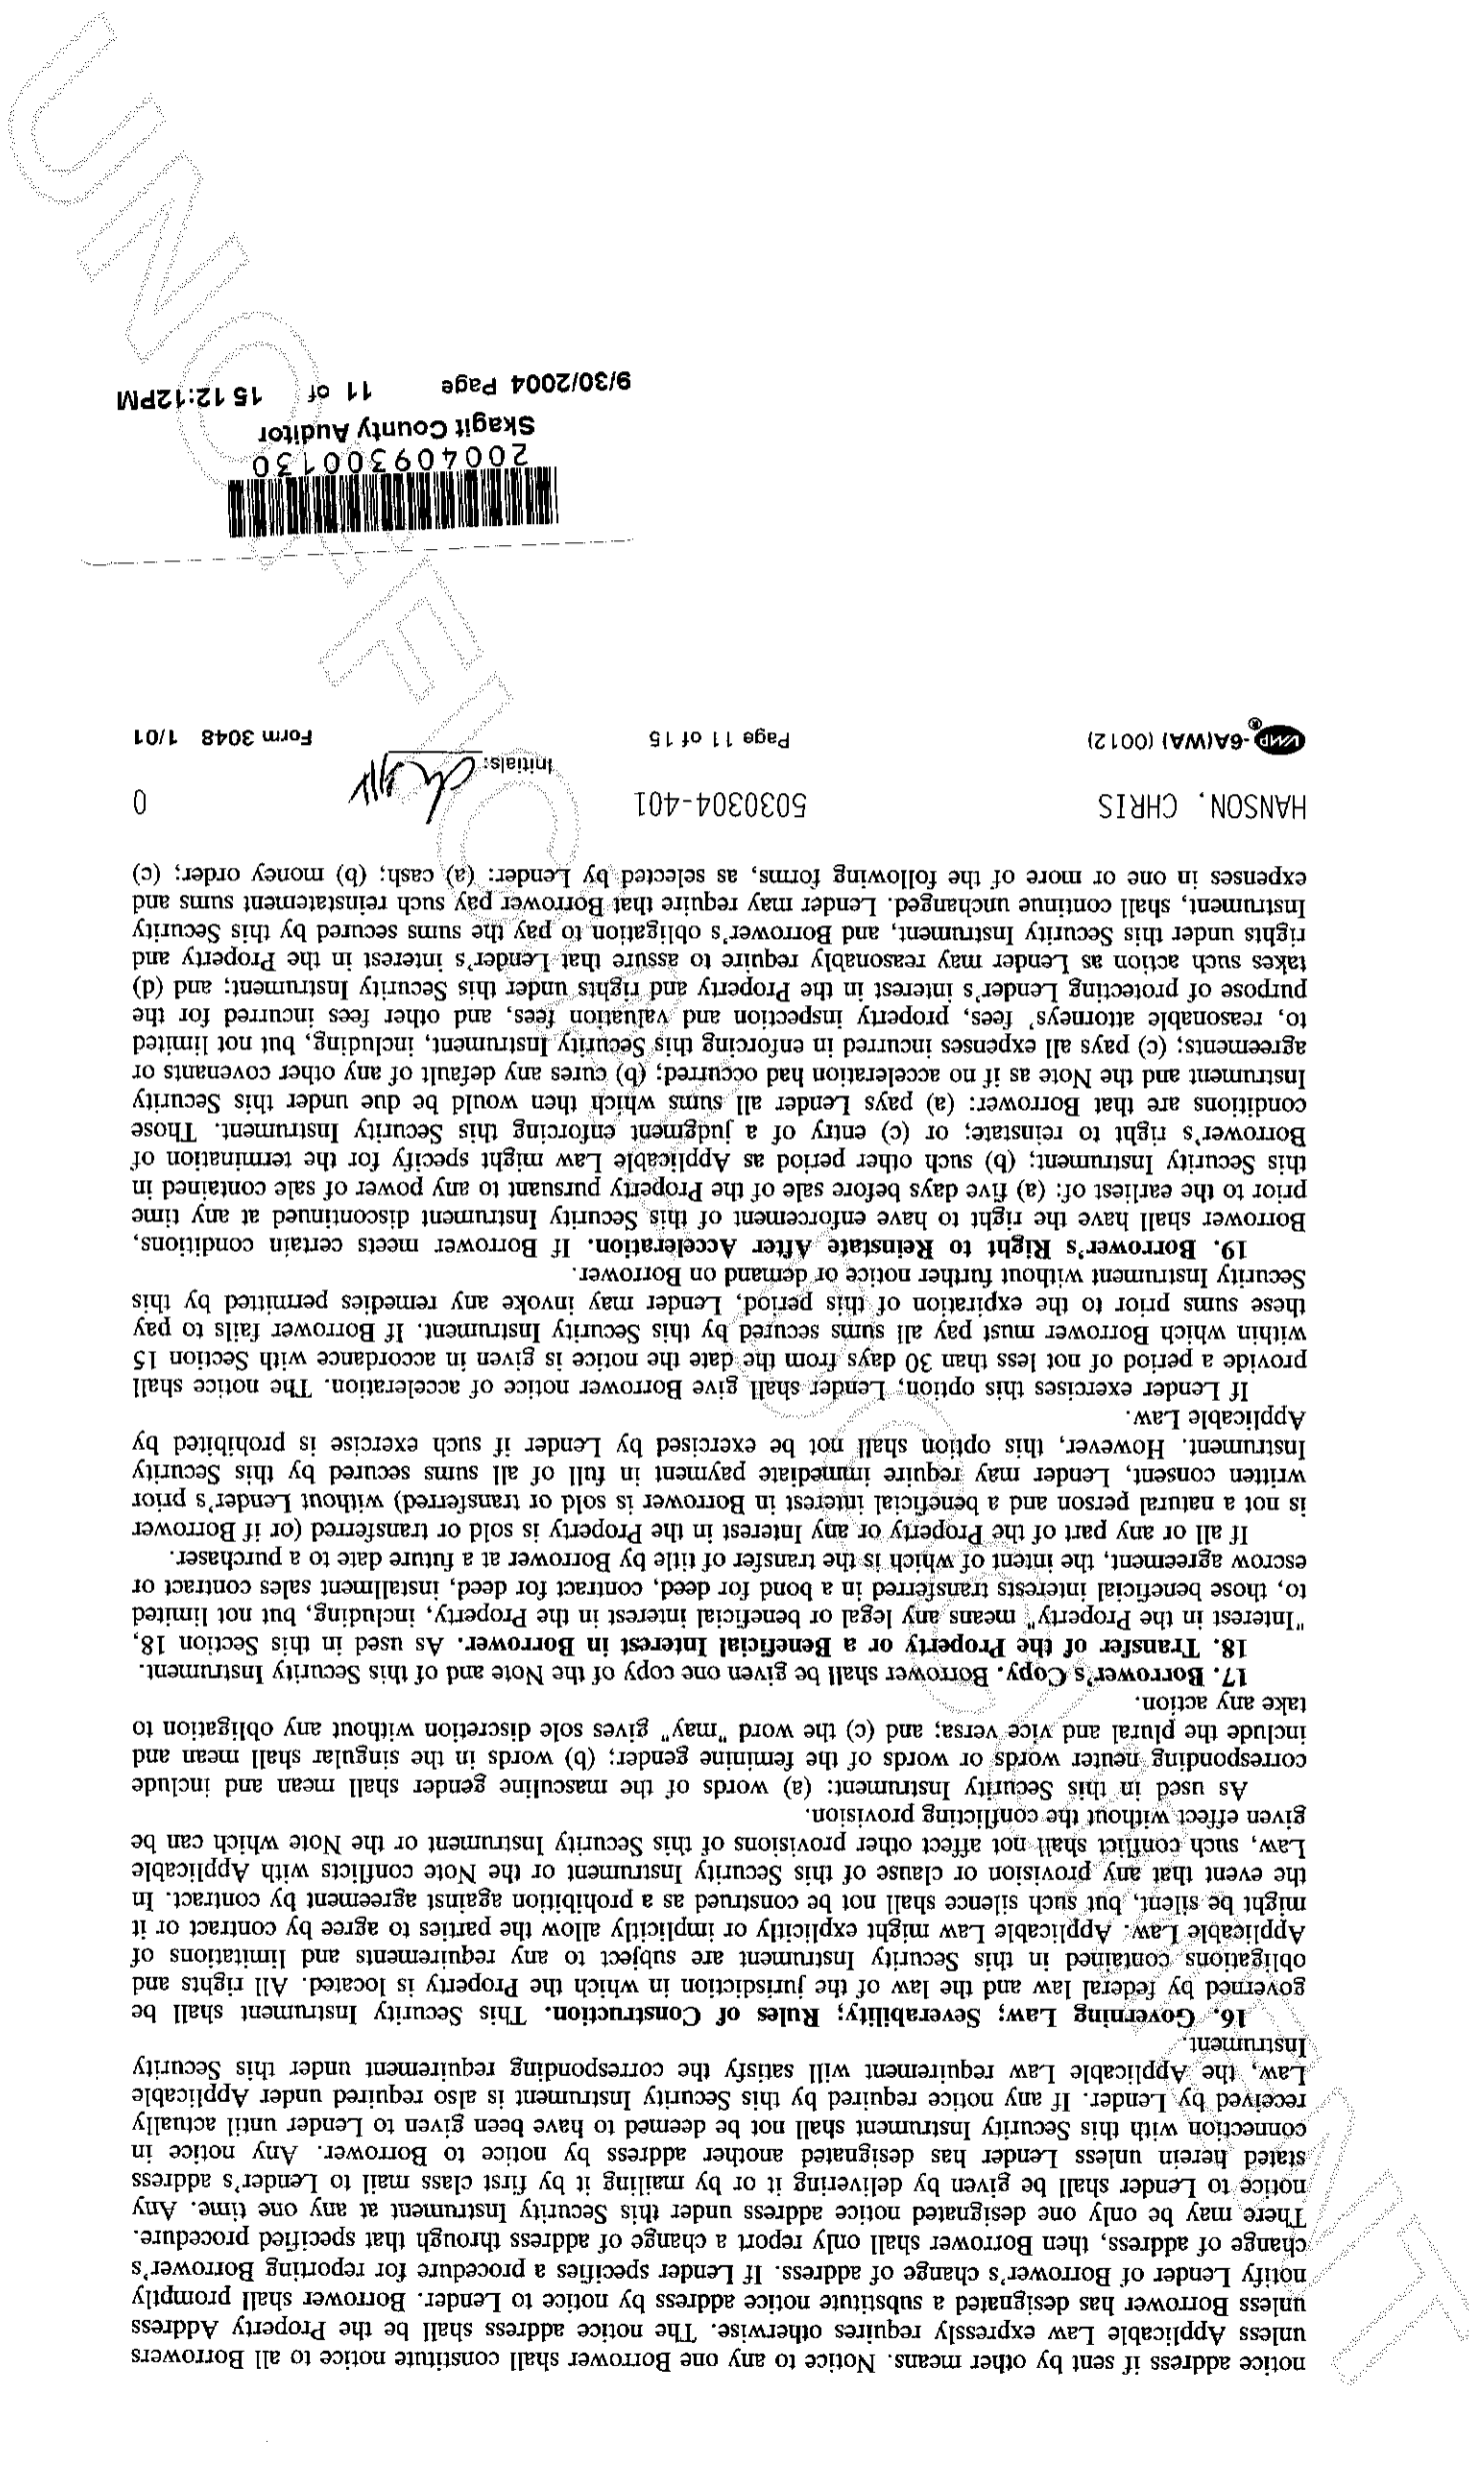 notice address if sent by other means. Notice to any one Borrower shall constitute notice to all Borrowers
unless Applicable Law expressly requires otherwise. The notice address shall be the Property Address
unless Borrower has designated a substitute notice address by notice to Lender. Borrower shall promptly
notify Lender of Borrower's change of address. If Lender specifies a procedure for reporting Borrower's
change of address, then Borrower shall only report a change of address through that specified procedure.
There may be only one designated notice address under this Security Instrument at any one time. Any
notice to Lender shall be given by delivering it or by mailing it by first class mail to Lender's address
stated herein unless Lender has designated another address by notice to Borrower. Any notice in
connection with this Security Instrument shall not be deemed to have been given to Lender until actually
received by Lender. If any notice required by this Security Instrument is also required under Applicable
Law, the Applicable Law requirement will satisfy the corresponding requirement under this Security
Instrument.
16. Governing Law; Severability; Rules of Construction. This Security Instrument shall be
governed by federal law and the law of the jurisdiction in which the Property is located. All rights and
obligations contained in this Security Instrument are subject to any requirements and limitations of
Applicable Law. Applicable Law might explicitly or implicitly allow the parties to agree by contract or it
might be silent, but such silence shall not be construed as a prohibition against agreement by contract. In
the event that any provision or clause of this Security Instrument or the Note conflicts with Applicable
Law, such conflict shall not affect other provisions of this Security Instrument or the Note which can be
given effect without the conflicting provision.
As used in this Security Instrument: (a) words of the masculine gender shall mean and include
corresponding neuter words or words of the feminine gender; (b) words in the singular shall mean and
include the plural and vice versa; and (c) the word "may" gives sole discretion without any obligation to
take any action.
17. Borrower's Copy. Borrower shall be given one copy of the Note and of this Security Instrument.
18. Transfer of the Property or a Beneficial Interest in Borrower. As used in this Section 18,
"Interest in the Property" means any legal or beneficial interest in the Property, including, but not limited
to, those beneficial interests transferred in a bond for deed, contract for deed, installment sales contract or
escrow agreement, the intent of which is the transfer of title by Borrower at a future date to a purchaser.
If all or any part of the Property or any Interest in the Property is sold or transferred (or if Borrower
is not a natural person and a beneficial interest in Borrower is sold or transferred) without Lender's prior
written consent, Lender may require immediate payment in full of all sums secured by this Security
Instrument. However, this option shall not be exercised by Lender if such exercise is prohibited by
Applicable Law.
If Lender exercises this option, Lender shall give Borrower notice of acceleration. The notice shall
provide a period of not less than 30 days from the date the notice is given in accordance with Section 15
within which Borrower must pay all sums secured by this Security Instrument. If Borrower fails to pay
these sums prior to the expiration of this period, Lender may invoke any remedies permitted by this
Security Instrument without further notice or demand on Borrower.
19. Borrower's Right to Reinstate After Acceleration. If Borrower meets certain conditions,
Borrower shall have the right to have enforcement of this Security Instrument discontinued at any time
prior to the earliest of: (a) five days before sale of the Property pursuant to any power of sale contained in
this Security Instrument; (b) such other period as Applicable Law might specify for the termination of
Borrower's right to reinstate; or (c) entry of a judgment enforcing this Security Instrument. Those
conditions are that Borrower: (a) pays Lender all sums which then would be due under this Security
Instrument and the Note as if no acceleration had occurred; (b) cures any default of any other covenants or
agreements; (c) pays all expenses incurred in enforcing this Security Instrument, including, but not limited
to, reasonable attorneys' fees, property inspection and valuation fees, and other fees incurred for the
purpose of protecting Lender's interest in the Property and rights under this Security Instrument; and (d)
takes such action as Lender may reasonably require to assure that Lender's interest in the Property and
rights under this Security Instrument, and Borrower's obligation to pay the sums secured by this Security
Instrument, shall continue unchanged. Lender may require that Borrower pay such reinstatement sums and
expenses in one or more of the following forms, as selected by Lender: (a) cash; (b) money order; (c)
HANSON, CHRIS 5030304-401 0
Initials:
VMP®-6A(WA) (0012) Page 11 of 15 Form 3048 1/01
200409300130
Skagit County Auditor
9/30/2004 Page 11 of 15 12:12PM
UNOFFICIAL DOCUMENT